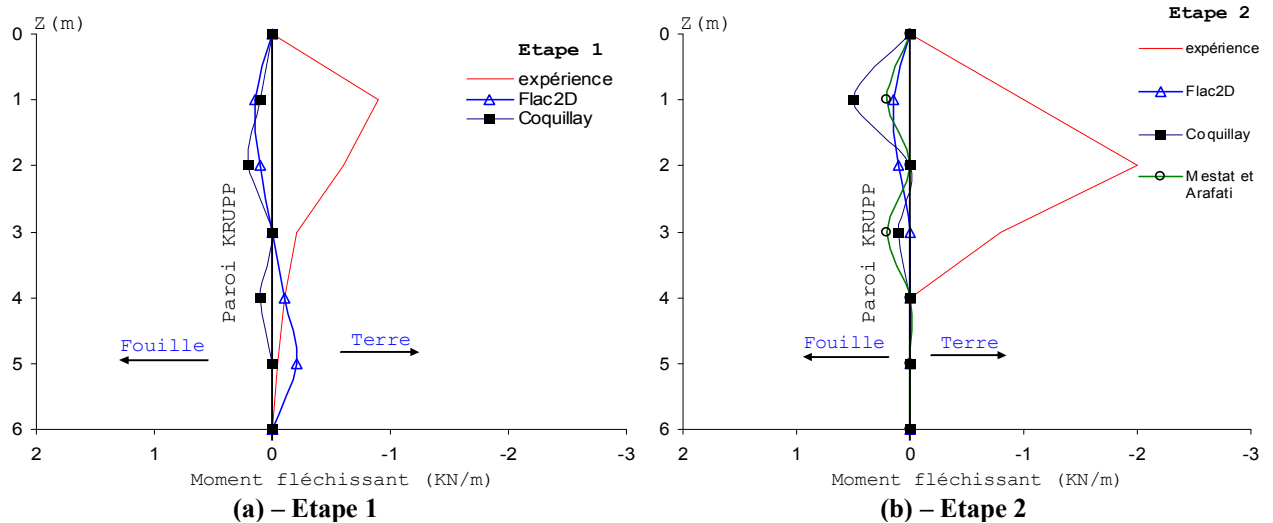 Z (m)
0
1
2
3
4
5
6
2
1
0
-1
-2
-3
Etape 1
expérience
Flac2D
Coquillay
Paroi KRUPP
Fouille
Terre
Moment fléchissant (KN/m)
(a) – Etape 1
Z (m)
0
1
2
3
4
5
6
2
1
0
-1
-2
-3
Etape 2
expérience
Flac2D
Coquillay
Mestat et
Arafati
Paroi KRUPP
Fouille
Terre
Moment fléchissant (KN/m)
(b) – Etape 2